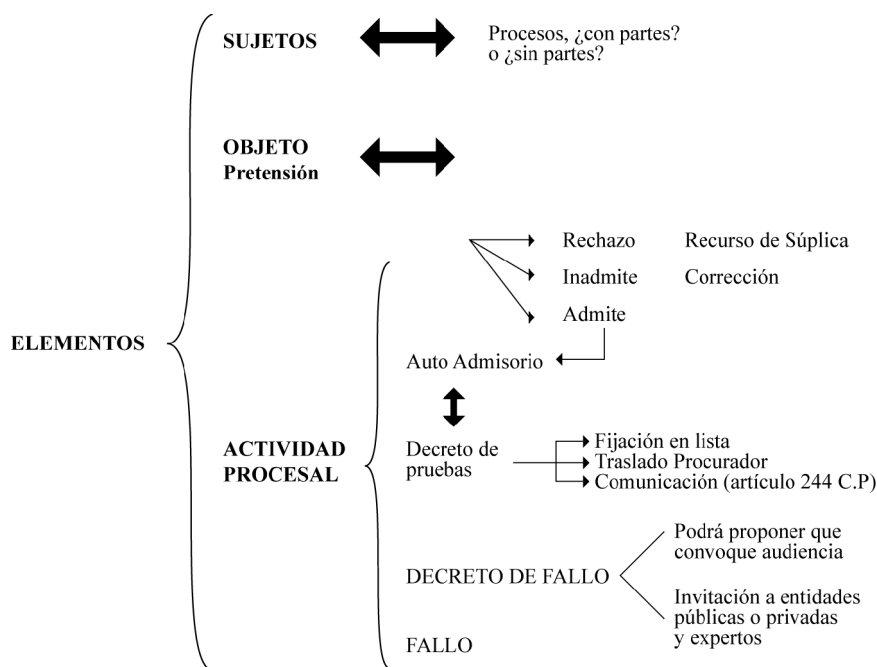 SUJETOS
Procesos, ¿con partes?
o ¿sin partes?
OBJETO
Pretensión
Rechazo
Recurso de Súplica
Inadmite
Corrección
Admite
ELEMENTOS
Auto Admisorio
ACTIVIDAD
PROCESAL
Decreto de
pruebas
Fijación en lista
Traslado Procurador
Comunicación (artículo 244 C.P)
DECRETO DE FALLO
Podrá proponer que
convoque audiencia
Invitación a entidades
públicas o privadas
y expertos
FALLO